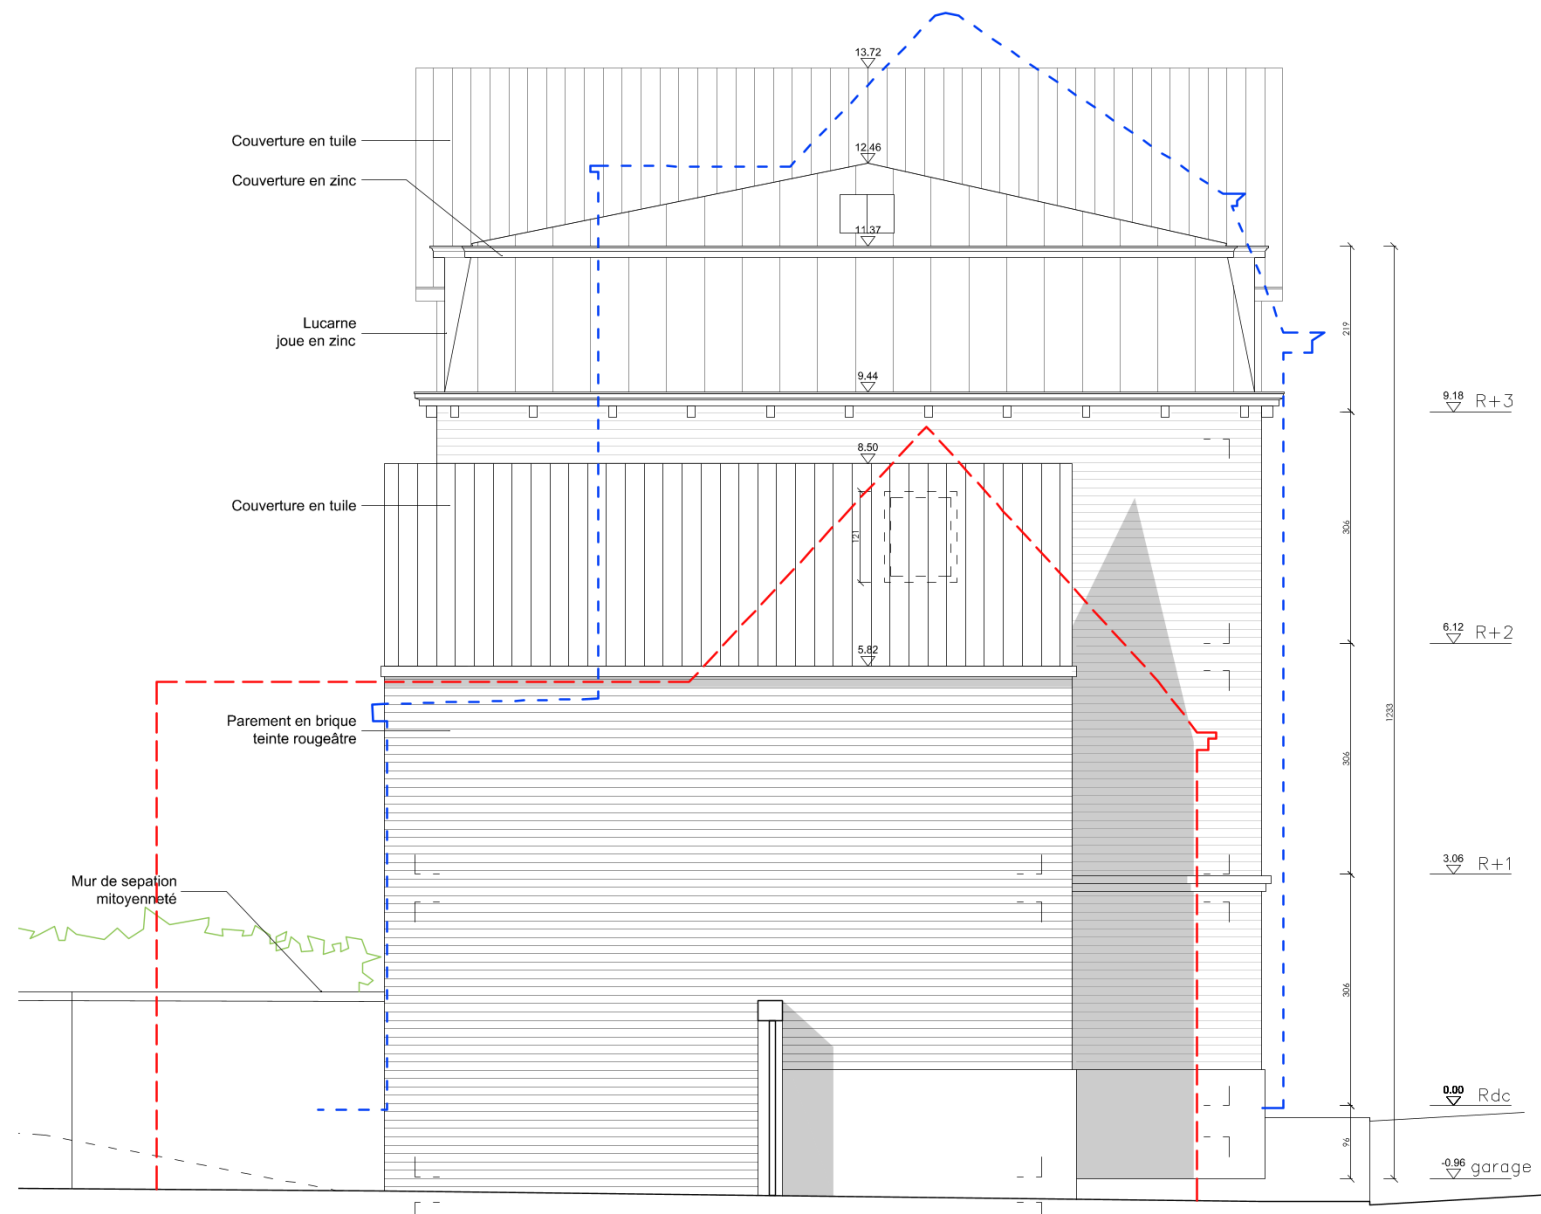 13.72
Couverture en tuile
12.46
Couverture en zinc
11.37
Lucarne
joue en zinc
219
9.44
9.18 R+3
8.50
Couverture en tuile
121
306
6.12 R+2
5.82
Parement en brique
teinte rougeâtre
1233
306
3.06 R+1
Mur de sepation
mitoyenneté
306
0.00 Rdc
96
-0.96 garage